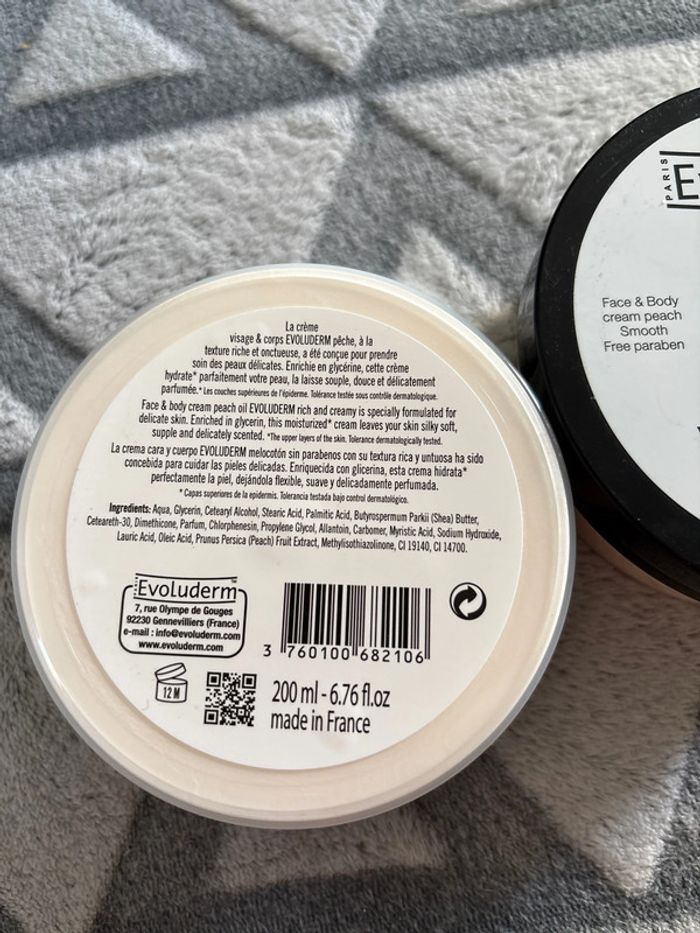 La crème
visage & corps EVOLUDERM pêche, à la
texture riche et onctueuse, a été conçue pour prendre
soin des peaux délicates. Enrichie en glycérine, cette crème
hydrate* parfaitement votre peau, la laisse souple, douce et délicatement
parfumée.* Les couches supérieures de l'épiderme. Tolérance testée sous contrôle dermatologique.
Face & body cream peach oil EVOLUDERM rich and creamy is specially formulated for
delicate skin. Enriched in glycerin, this moisturized* cream leaves your skin silky soft,
supple and delicately scented. *The upper layers of the skin. Tolerance dermatologically tested.
La crema cara y cuerpo EVOLUDERM melocotón sin parabenos con su textura rica y untuosa ha sido
concebida para cuidar las pieles delicadas. Enriquecida con glicerina, esta crema hidrata*
perfectamente la piel, dejándola flexible, suave y delicadamente perfumada.
* Capas superiores de la epidermis. Tolerancia testada bajo control dermatológico.
Ingredients: Aqua, Glycerin, Cetearyl Alcohol, Stearic Acid, Palmitic Acid, Butyrospermum Parkii (Shea) Butter,
Ceteareth-30, Dimethicone, Parfum, Chlorphenesin, Propylene Glycol, Allantoin, Carbomer, Myristic Acid, Sodium Hydroxide,
Lauric Acid, Oleic Acid, Prunus Persica (Peach) Fruit Extract, Methylisothiazolinone, CI 19140, CI 14700.
Evoluderm™
7, rue Olympe de Gouges
92230 Gennevilliers (France)
e-mail : info@evoluderm.com
www.evoluderm.com
3 760100 682106
12 M
200 ml - 6.76 fl.oz
made in France
PARIS
Face & Body
cream peach
Smooth
Free paraben